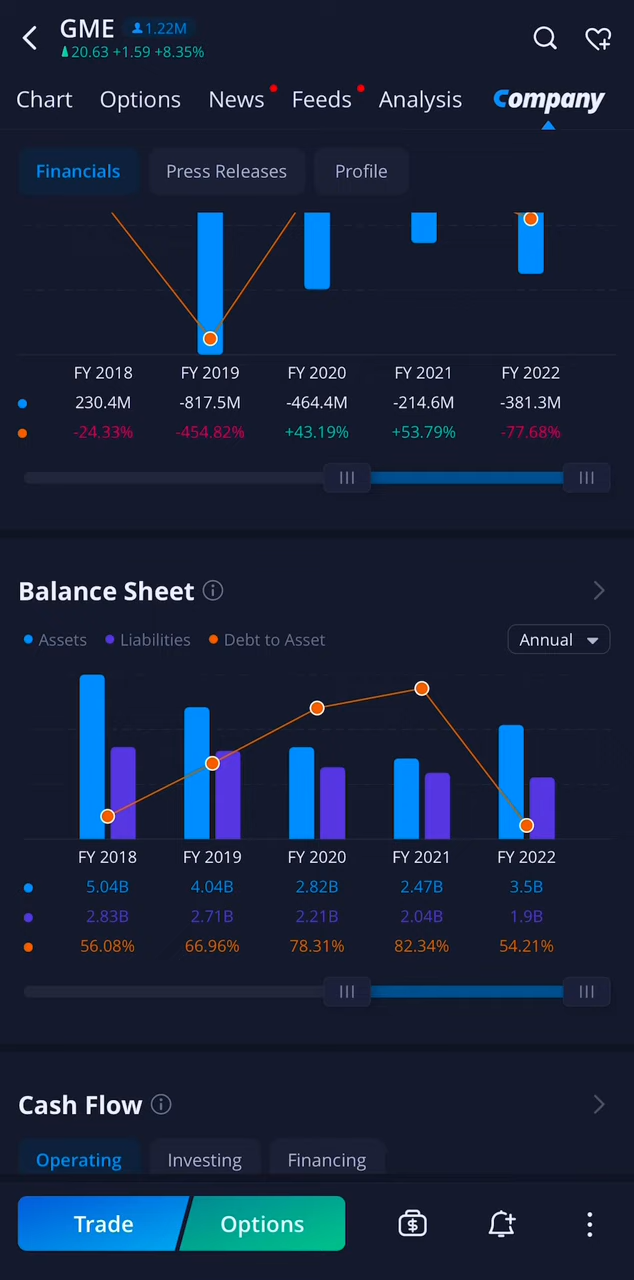 GME 1.22M
20.63 +1.59 +8.35%
Chart Options News Feeds Analysis Company
Financials Press Releases Profile
FY 2018 FY 2019 FY 2020 FY 2021 FY 2022
230.4M -817.5M -464.4M -214.6M -381.3M
-24.33% -454.82% +43.19% +53.79% -77.68%
Balance Sheet
Assets Liabilities Debt to Asset Annual
FY 2018 FY 2019 FY 2020 FY 2021 FY 2022
5.04B 4.04B 2.82B 2.47B 3.5B
2.83B 2.71B 2.21B 2.04B 1.9B
56.08% 66.96% 78.31% 82.34% 54.21%
Cash Flow
Operating Investing Financing
Trade Options